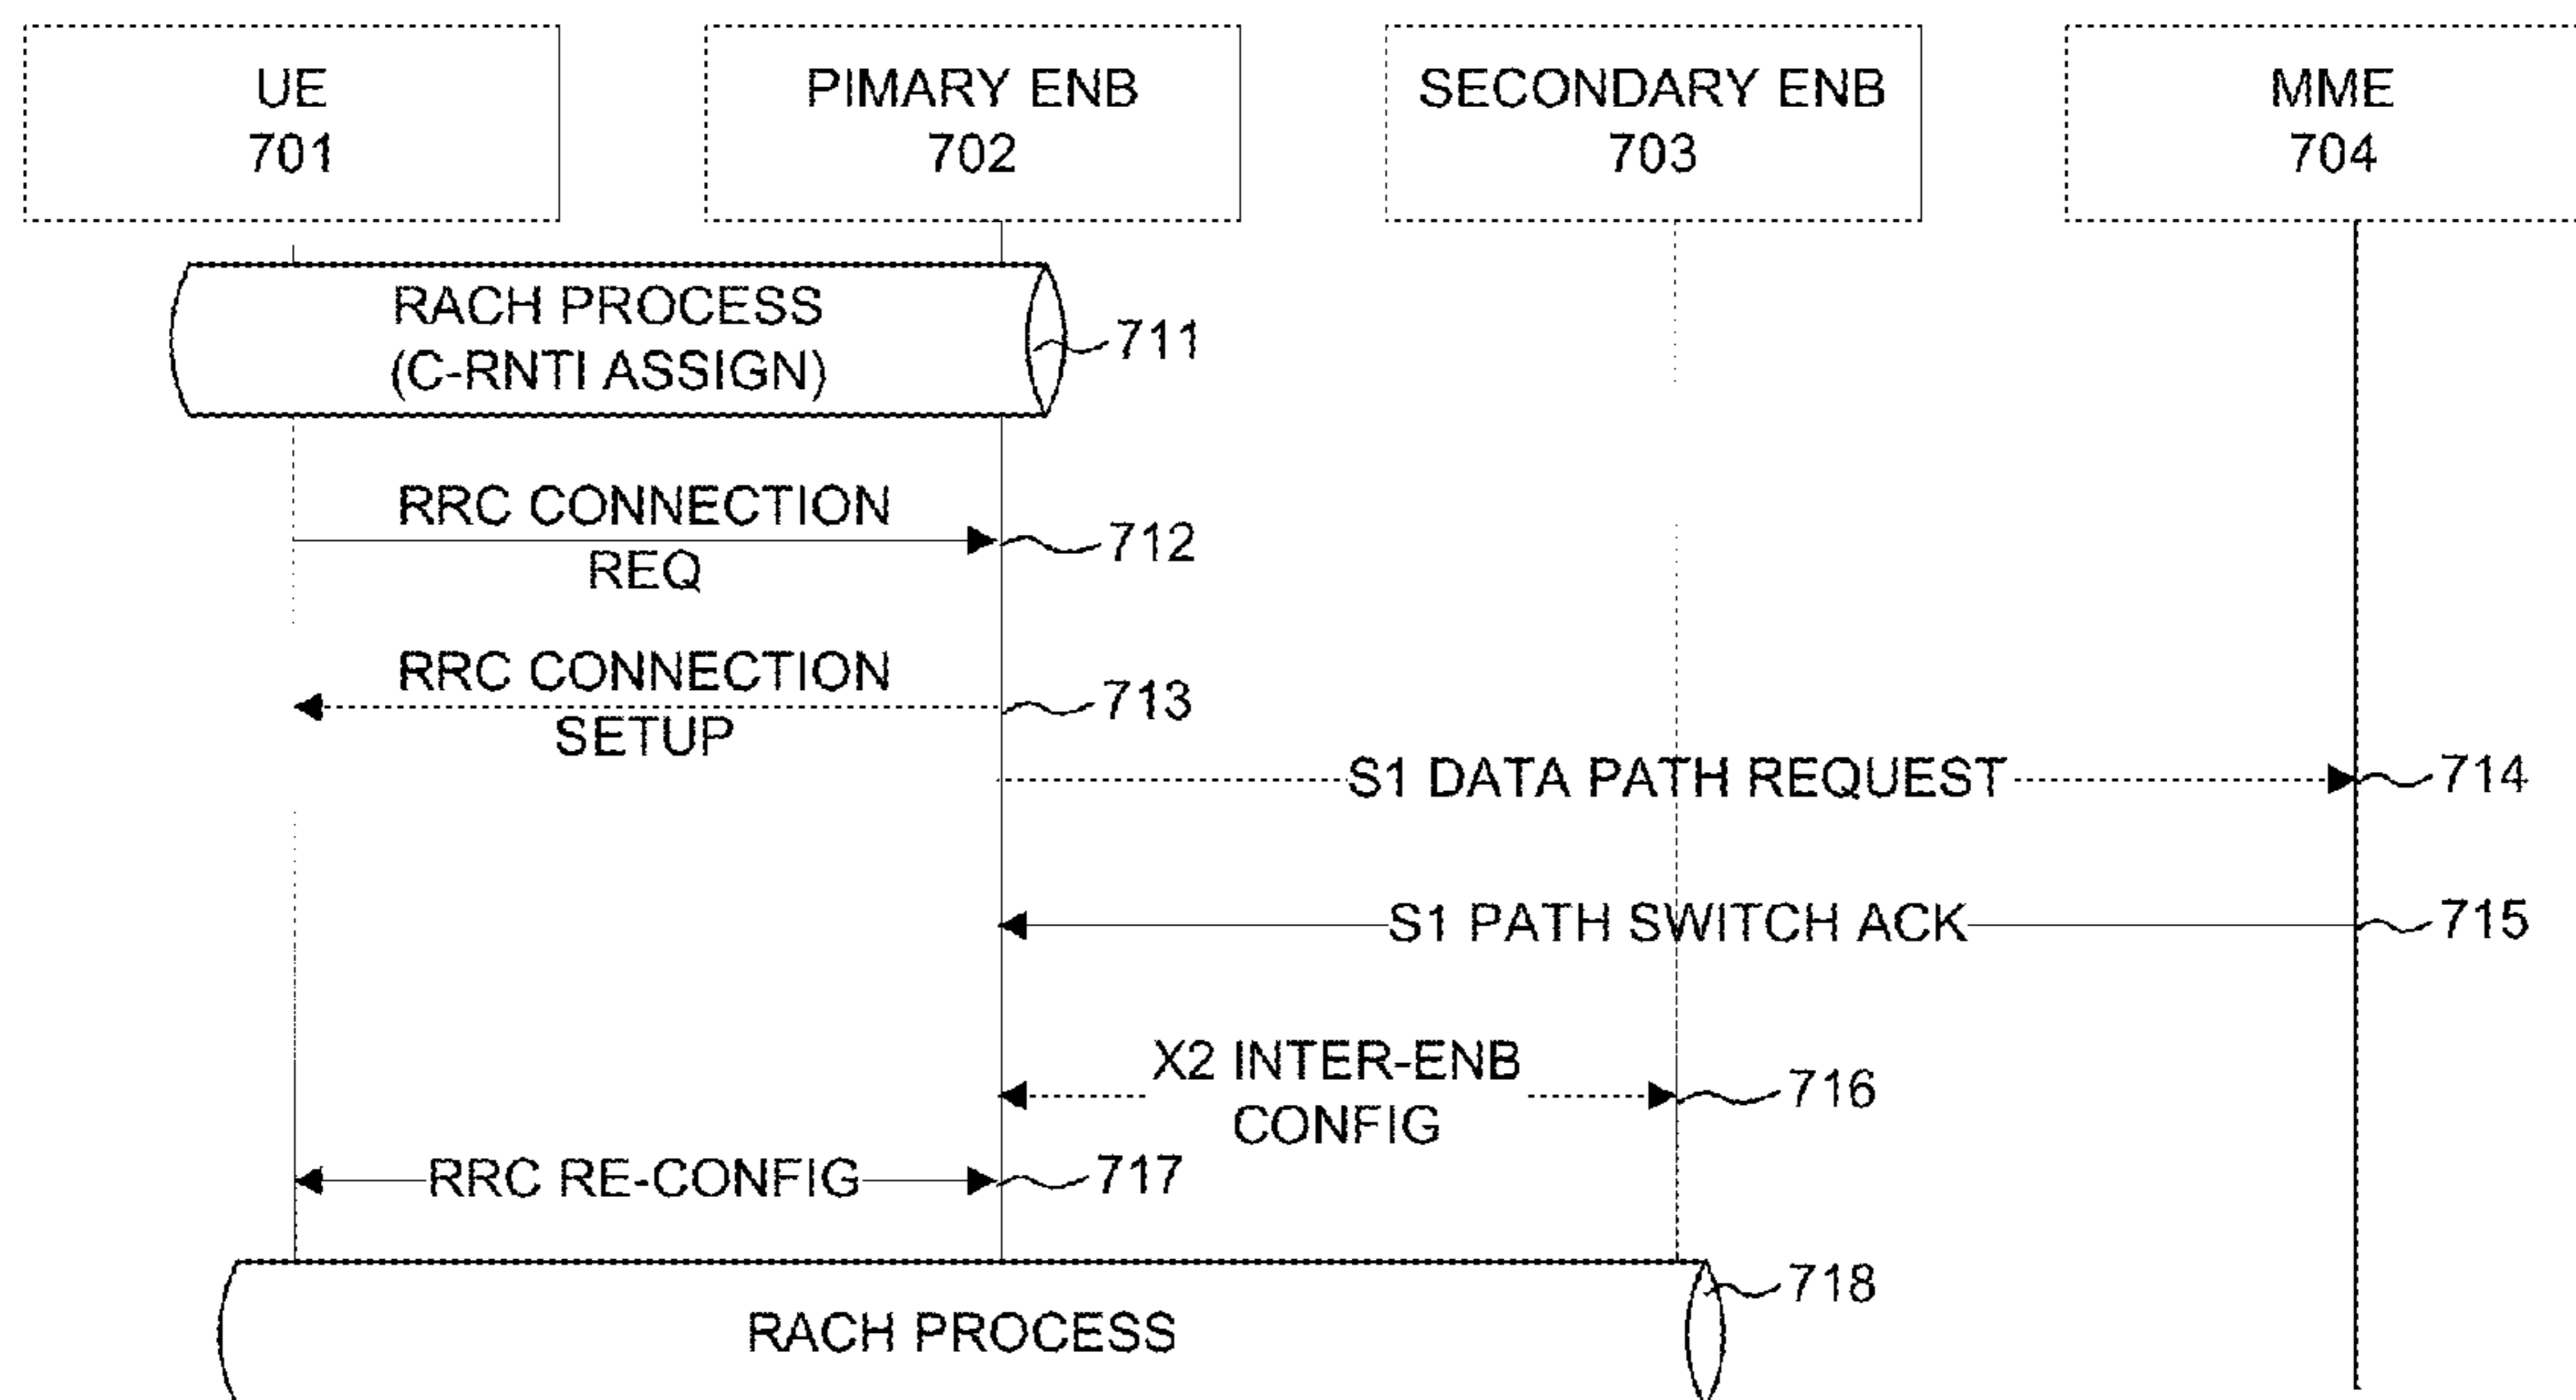 UE
701
PIMARY ENB
702
SECONDARY ENB
703
MME
704
RACH PROCESS
(C-RNTI ASSIGN)
711
RRC CONNECTION
REQ
712
RRC CONNECTION
SETUP
713
S1 DATA PATH REQUEST
714
S1 PATH SWITCH ACK
715
X2 INTER-ENB
CONFIG
716
RRC RE-CONFIG
717
RACH PROCESS
718